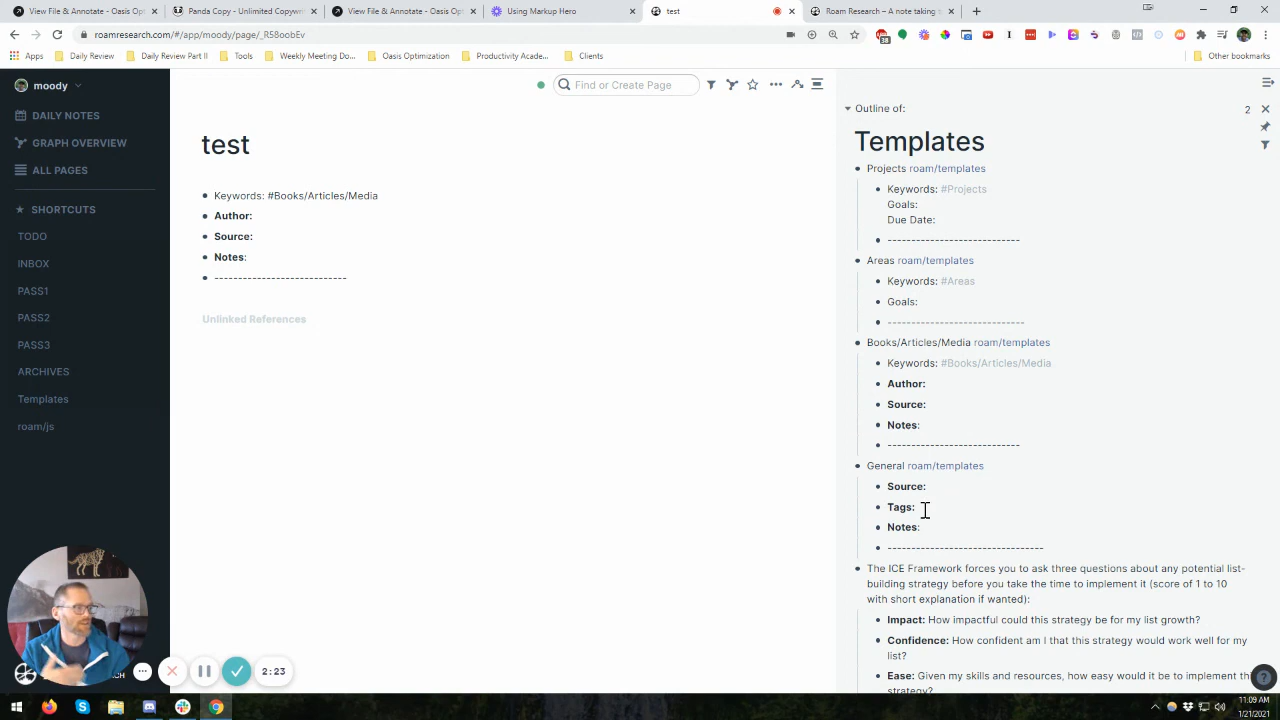 View File & Annotate - Oasis Opti
Panda Copy - Unlimited Copywri
View File & Annotate - Oasis Opti
Using Markup Hero
test
Roam Research – A note taking t
roamresearch.com/#/app/moody/page/_R58oobEv
38
Apps
Daily Review
Daily Review Part II
Tools
Weekly Meeting Do...
Oasis Optimization
Productivity Acade...
Clients
Other bookmarks
moody
DAILY NOTES
GRAPH OVERVIEW
ALL PAGES
SHORTCUTS
TODO
INBOX
PASS1
PASS2
PASS3
ARCHIVES
Templates
roam/js
Find or Create Page
test
Keywords: #Books/Articles/Media
Author:
Source:
Notes:
----------------------------
Unlinked References
Outline of:
2
Templates
Projects roam/templates
Keywords: #Projects
Goals:
Due Date:
----------------------------
Areas roam/templates
Keywords: #Areas
Goals:
-----------------------------
Books/Articles/Media roam/templates
Keywords: #Books/Articles/Media
Author:
Source:
Notes:
----------------------------
General roam/templates
Source:
Tags:
Notes:
---------------------------------
The ICE Framework forces you to ask three questions about any potential list-
building strategy before you take the time to implement it (score of 1 to 10
with short explanation if wanted):
Impact: How impactful could this strategy be for my list growth?
Confidence: How confident am I that this strategy would work well for my
list?
Ease: Given my skills and resources, how easy would it be to implement th
strategy?
2:23
11:09 AM
1/21/2021